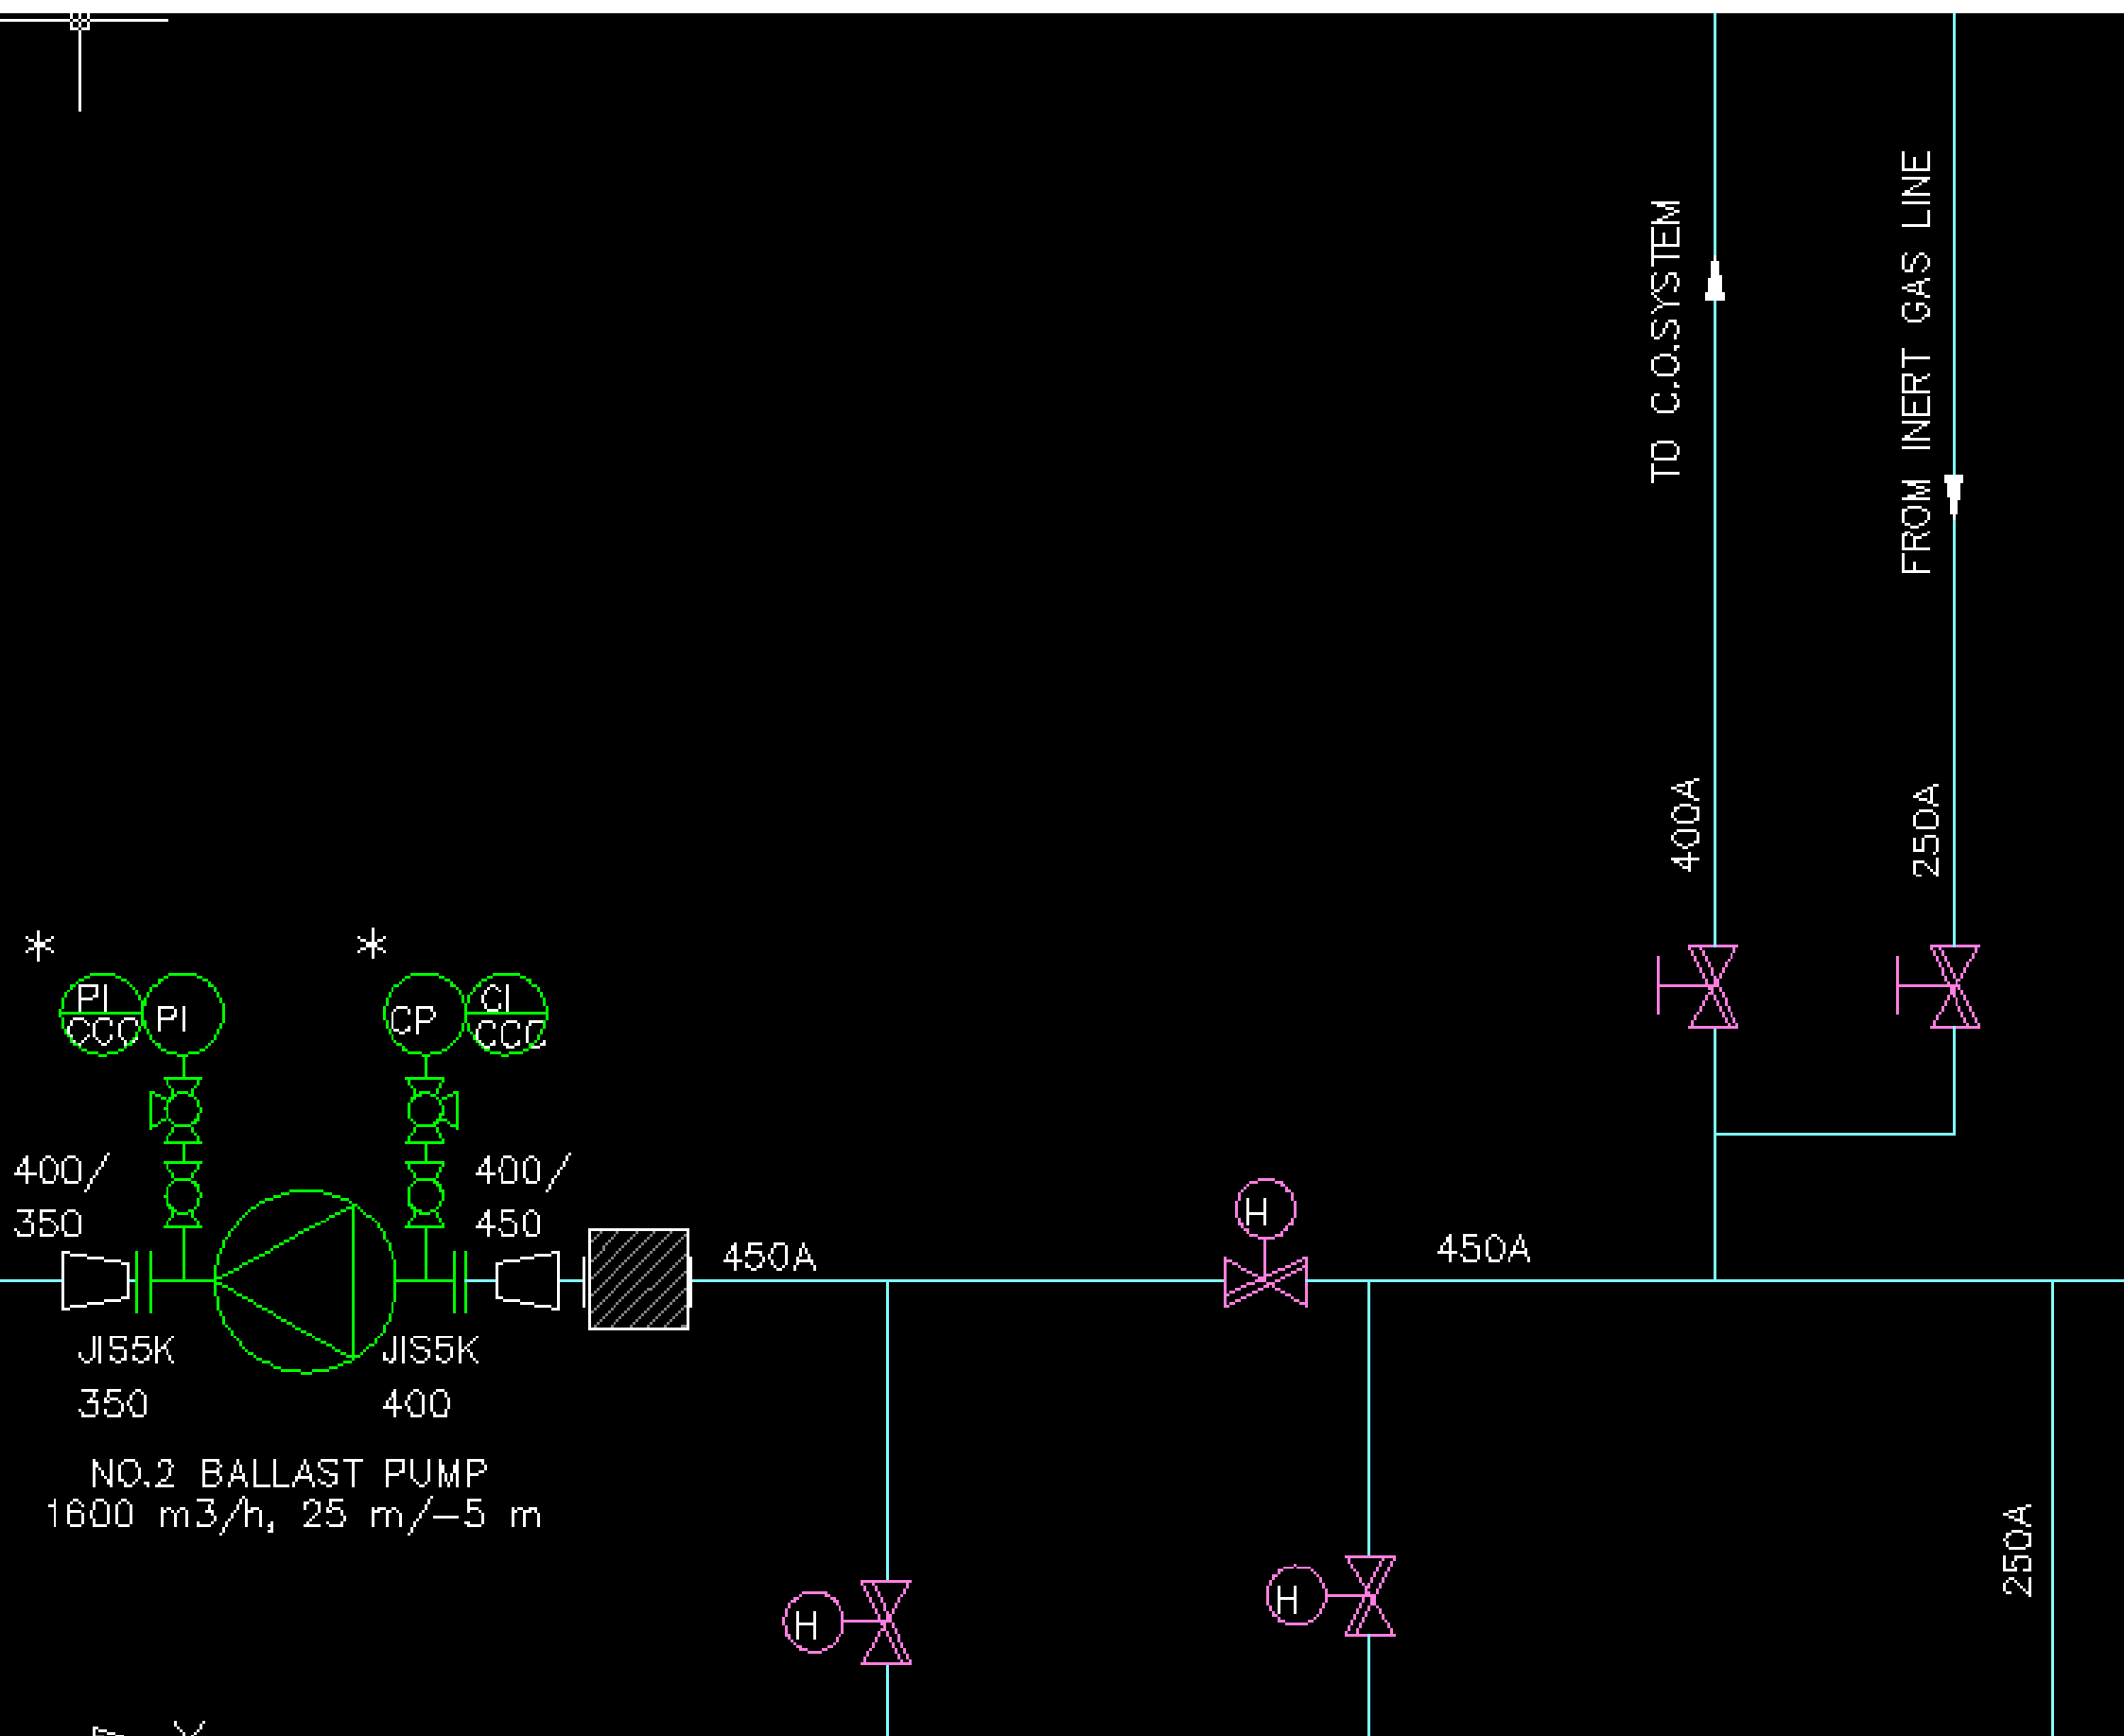 TO C.O.SYSTEM
FROM INERT GAS LINE
400A
250A
*
*
PI
CCC
PI
CP
CI
CCC
400/
350
400/
450
H
450A
450A
JIS5K
350
JIS5K
400
NO.2 BALLAST PUMP
1600 m3/h, 25 m/-5 m
H
H
250A